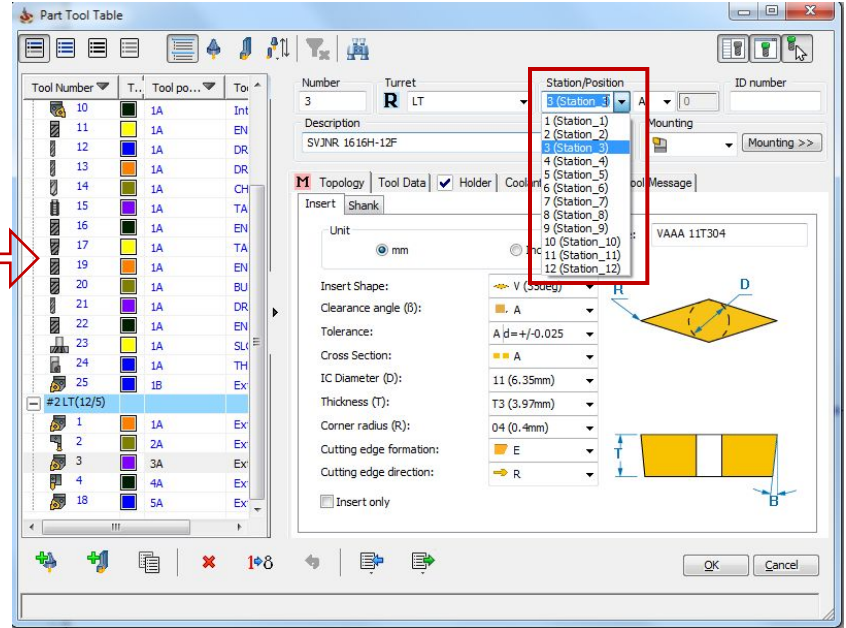 Part Tool Table
Tool Number T.. Tool po... To
10 1A Int
11 1A EN
12 1A DR
13 1A DR
14 1A CH
15 1A TA
16 1A EN
17 1A TA
19 1A EN
20 1A BU
21 1A DR
22 1A EN
23 1A SL
24 1A TH
25 1B Ex
#2 LT(12/5)
1 1A Ex
2 2A Ex
3 3A Ex
4 4A Ex
18 5A Ex
Number Turret Station/Position ID number
3 R LT 3 (Station_3) A 0
Description Mounting
SVJNR 1616H-12F Mounting >>
1 (Station_1)
2 (Station_2)
3 (Station_3)
4 (Station_4)
5 (Station_5)
6 (Station_6)
7 (Station_7)
8 (Station_8)
9 (Station_9)
10 (Station_10)
11 (Station_11)
12 (Station_12)
M Topology Tool Data Holder Coolant Message
Insert Shank
Unit
mm Inc
VAAA 11T304
Insert Shape: V (35deg)
Clearance angle (β): A
Tolerance: A d=+/-0.025
Cross Section: A
IC Diameter (D): 11 (6.35mm)
Thickness (T): T3 (3.97mm)
Corner radius (R): 04 (0.4mm)
Cutting edge formation: E
Cutting edge direction: R
Insert only
R D
T
B
1 8
OK Cancel